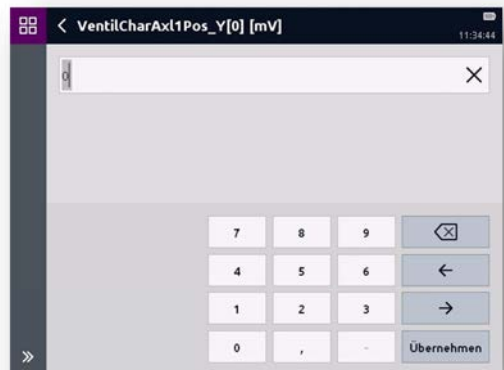 VentilCharAxl1Pos_Y[0] [mV]
11:34:44
0
7 8 9
4 5 6
1 2 3
0 , - Übernehmen